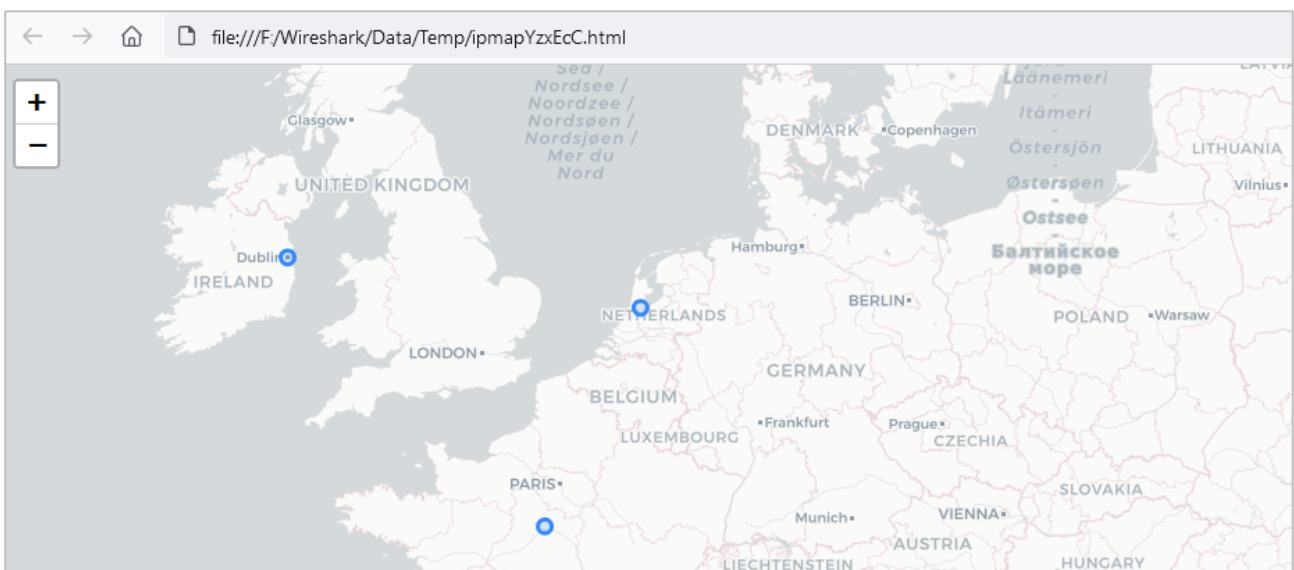 file:///F:/Wireshark/Data/Temp/ipmapYzxEcC.html
+
−
Sea /
Nordsee /
Noordzee /
Nordsøen /
Nordsjøen /
Mer du
Nord
Glasgow
UNITED KINGDOM
Dublin
IRELAND
LONDON
DENMARK
Copenhagen
Läänemeri
-
Itämeri
-
Östersjön
-
Østersøen
-
Ostsee
-
Балтийское
море
LITHUANIA
Vilnius
Hamburg
NETHERLANDS
BERLIN
POLAND
Warsaw
GERMANY
BELGIUM
Frankfurt
Prague
LUXEMBOURG
CZECHIA
PARIS
SLOVAKIA
Munich
VIENNA
AUSTRIA
LIECHTENSTEIN
HUNGARY